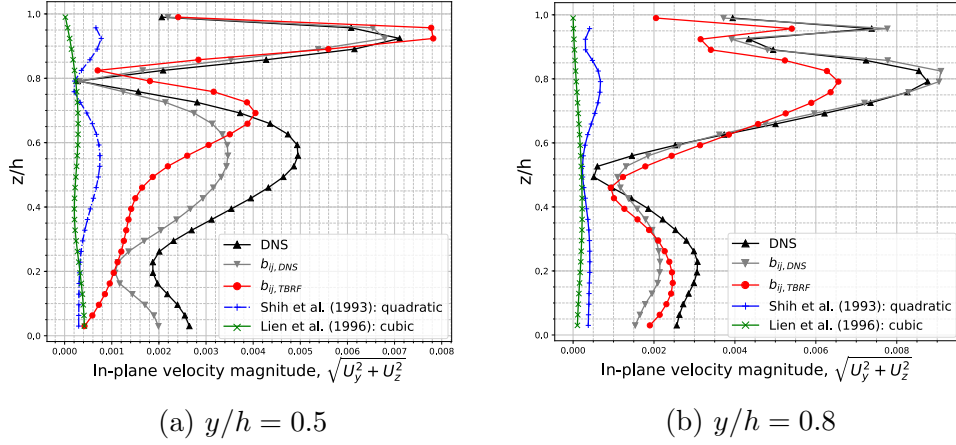 z/h
1.0
0.8
0.6
0.4
0.2
0.0
DNS
b_{ij,DNS}
b_{ij,TBRF}
Shih et al. (1993): quadratic
Lien et al. (1996): cubic
0.000 0.001 0.002 0.003 0.004 0.005 0.006 0.007 0.008
In-plane velocity magnitude, \sqrt{U_y^2 + U_z^2}
(a) y/h = 0.5
z/h
1.0
0.8
0.6
0.4
0.2
0.0
DNS
b_{ij,DNS}
b_{ij,TBRF}
Shih et al. (1993): quadratic
Lien et al. (1996): cubic
0.000 0.002 0.004 0.006 0.008
In-plane velocity magnitude, \sqrt{U_y^2 + U_z^2}
(b) y/h = 0.8